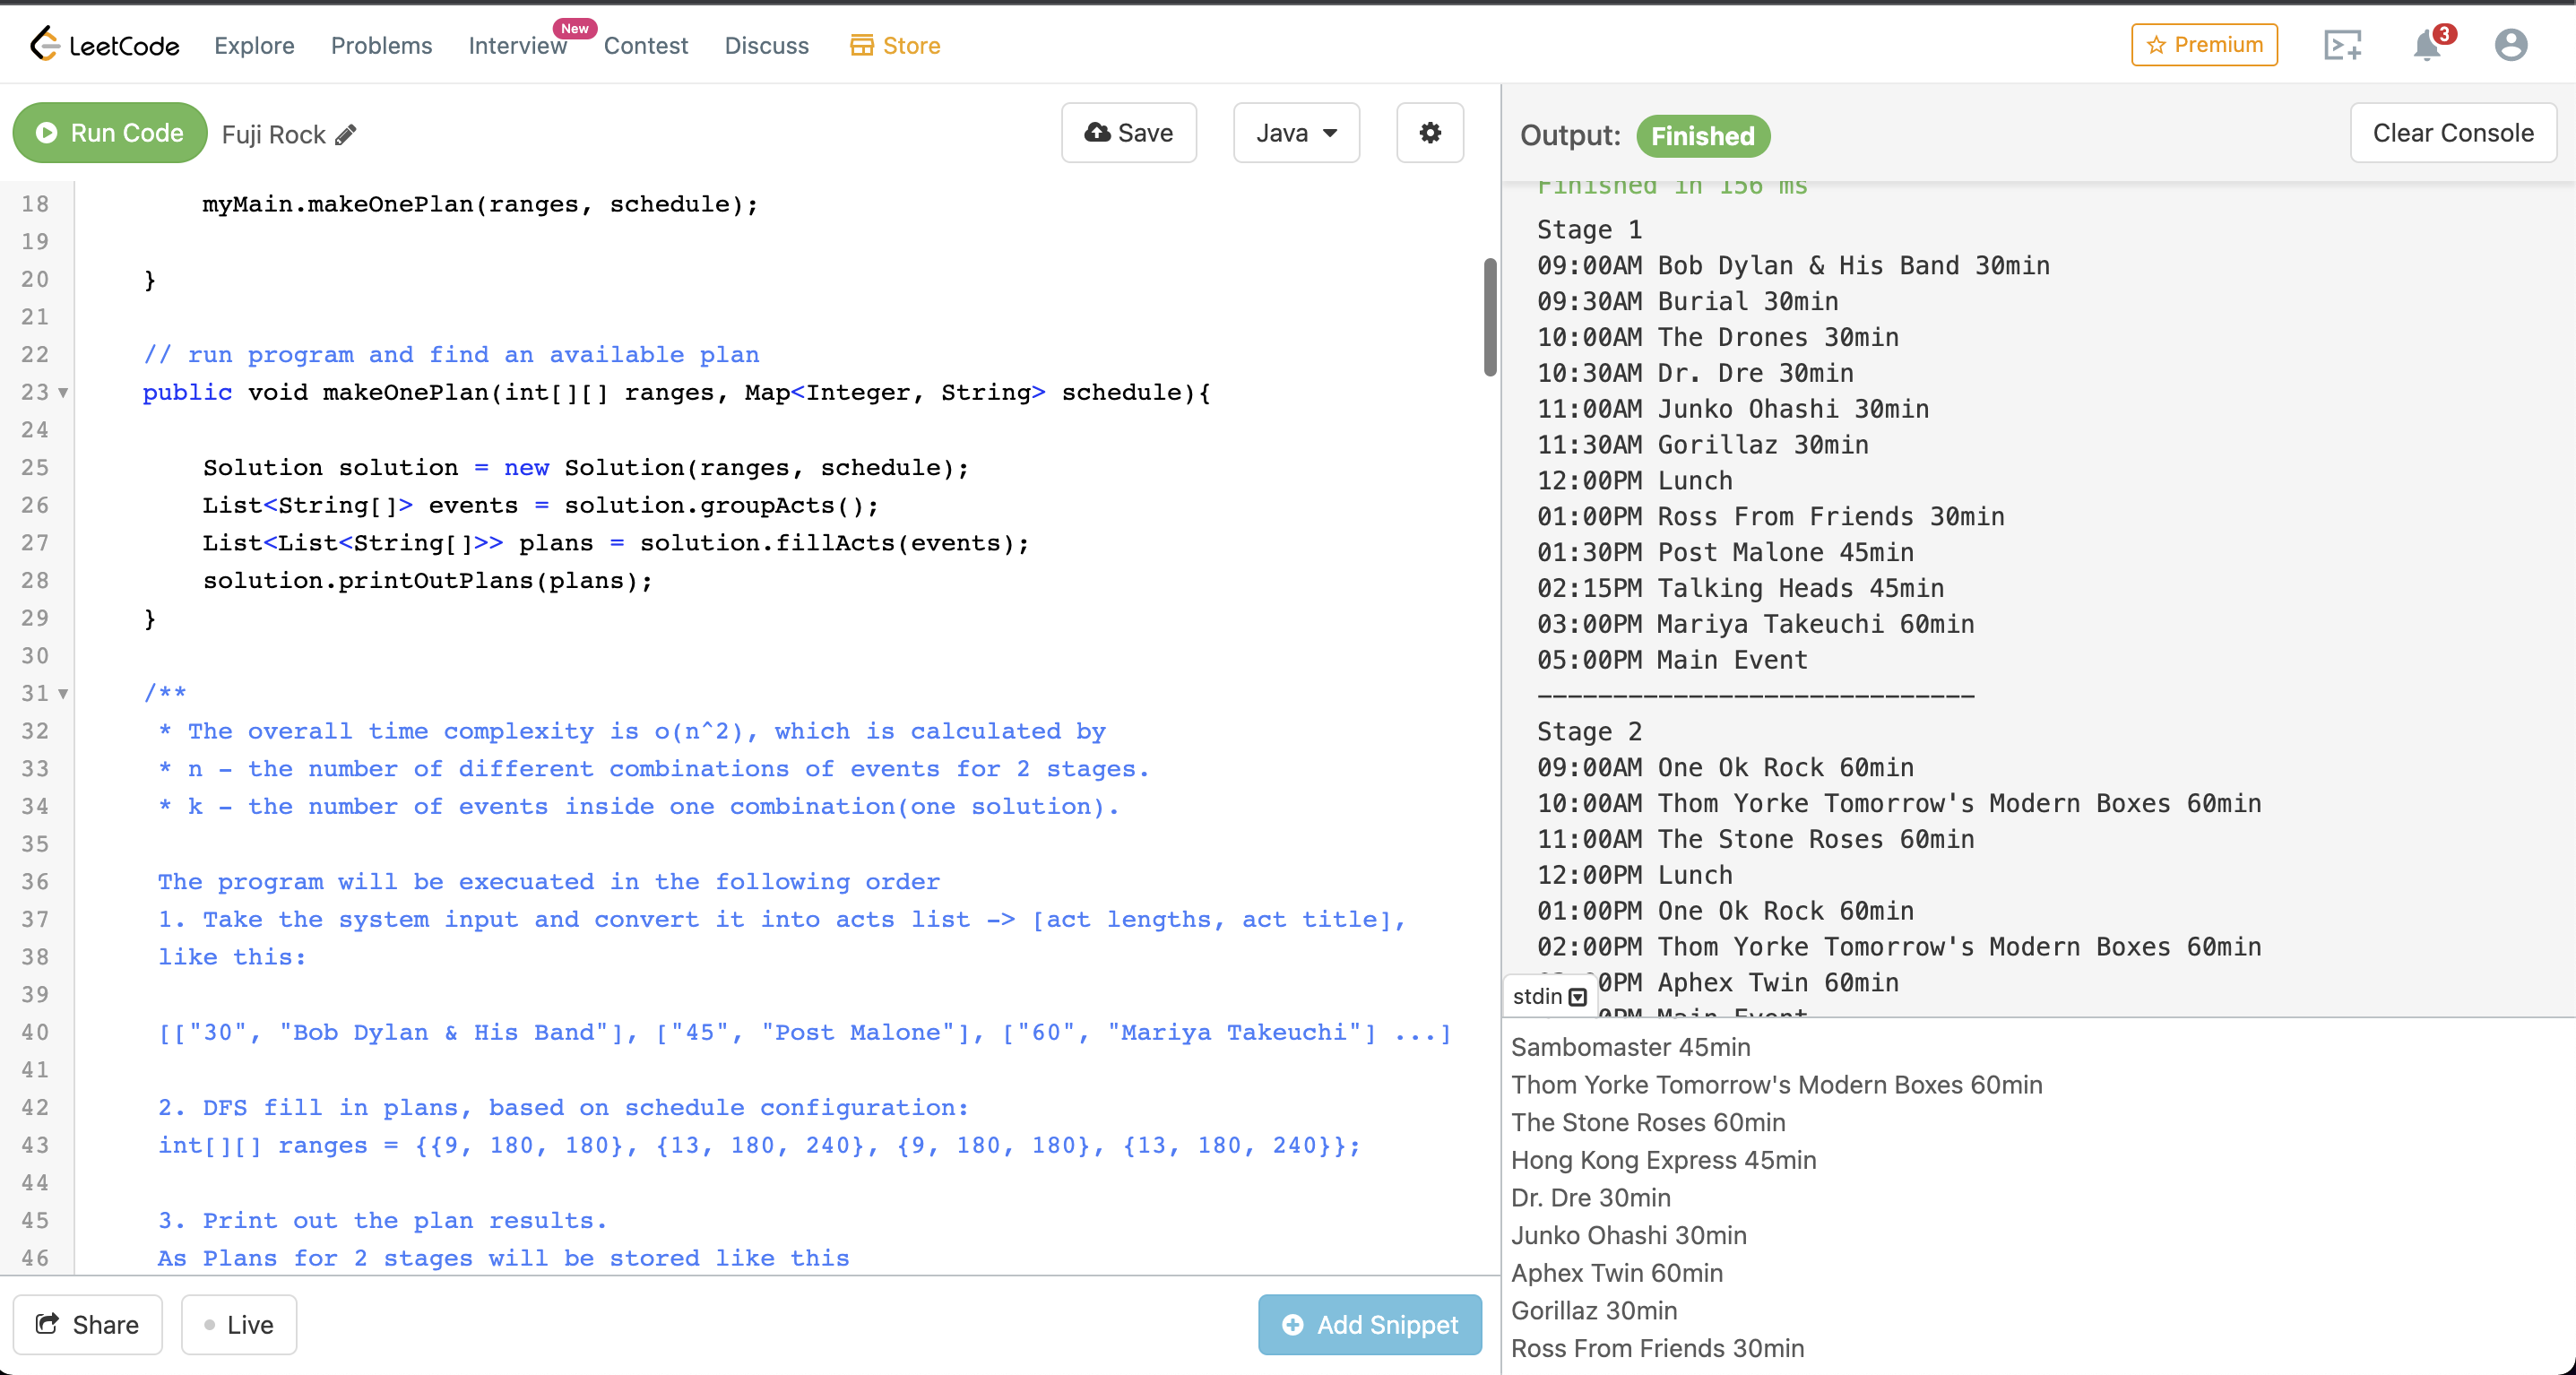 LeetCode Explore Problems Interview New Contest Discuss Store Premium 3
Run Code Fuji Rock Save Java
18 myMain.makeOnePlan(ranges, schedule);
19
20 }
21
22 // run program and find an available plan
23 public void makeOnePlan(int[][] ranges, Map<Integer, String> schedule){
24
25 Solution solution = new Solution(ranges, schedule);
26 List<String[]> events = solution.groupActs();
27 List<List<String[]>> plans = solution.fillActs(events);
28 solution.printOutPlans(plans);
29 }
30
31 /**
32 * The overall time complexity is o(n^2), which is calculated by
33 * n - the number of different combinations of events for 2 stages.
34 * k - the number of events inside one combination(one solution).
35
36 The program will be execuated in the following order
37 1. Take the system input and convert it into acts list -> [act lengths, act title],
38 like this:
39
40 [["30", "Bob Dylan & His Band"], ["45", "Post Malone"], ["60", "Mariya Takeuchi"] ...]
41
42 2. DFS fill in plans, based on schedule configuration:
43 int[][] ranges = {{9, 180, 180}, {13, 180, 240}, {9, 180, 180}, {13, 180, 240}};
44
45 3. Print out the plan results.
46 As Plans for 2 stages will be stored like this
Share Live Add Snippet
Output: Finished Clear Console
Finished in 156 ms
Stage 1
09:00AM Bob Dylan & His Band 30min
09:30AM Burial 30min
10:00AM The Drones 30min
10:30AM Dr. Dre 30min
11:00AM Junko Ohashi 30min
11:30AM Gorillaz 30min
12:00PM Lunch
01:00PM Ross From Friends 30min
01:30PM Post Malone 45min
02:15PM Talking Heads 45min
03:00PM Mariya Takeuchi 60min
05:00PM Main Event
-----------------------------
Stage 2
09:00AM One Ok Rock 60min
10:00AM Thom Yorke Tomorrow's Modern Boxes 60min
11:00AM The Stone Roses 60min
12:00PM Lunch
01:00PM One Ok Rock 60min
02:00PM Thom Yorke Tomorrow's Modern Boxes 60min
0PM Aphex Twin 60min
0PM Main Event
stdin
Sambomaster 45min
Thom Yorke Tomorrow's Modern Boxes 60min
The Stone Roses 60min
Hong Kong Express 45min
Dr. Dre 30min
Junko Ohashi 30min
Aphex Twin 60min
Gorillaz 30min
Ross From Friends 30min